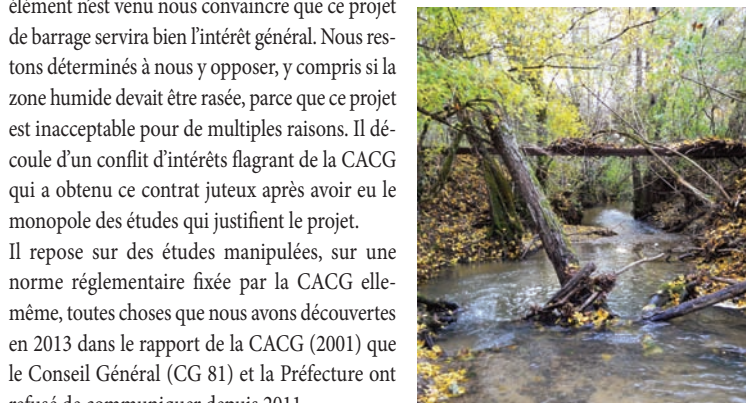 élément n'est venu nous convaincre que ce projet
de barrage servira bien l'intérêt général. Nous res-
tons déterminés à nous y opposer, y compris si la
zone humide devait être rasée, parce que ce projet
est inacceptable pour de multiples raisons. Il dé-
coule d'un conflit d'intérêts flagrant de la CACG
qui a obtenu ce contrat juteux après avoir eu le
monopole des études qui justifient le projet.
Il repose sur des études manipulées, sur une
norme réglementaire fixée par la CACG elle-
même, toutes choses que nous avons découvertes
en 2013 dans le rapport de la CACG (2001) que
le Conseil Général (CG 81) et la Préfecture ont
refusé de communiquer depuis 2011